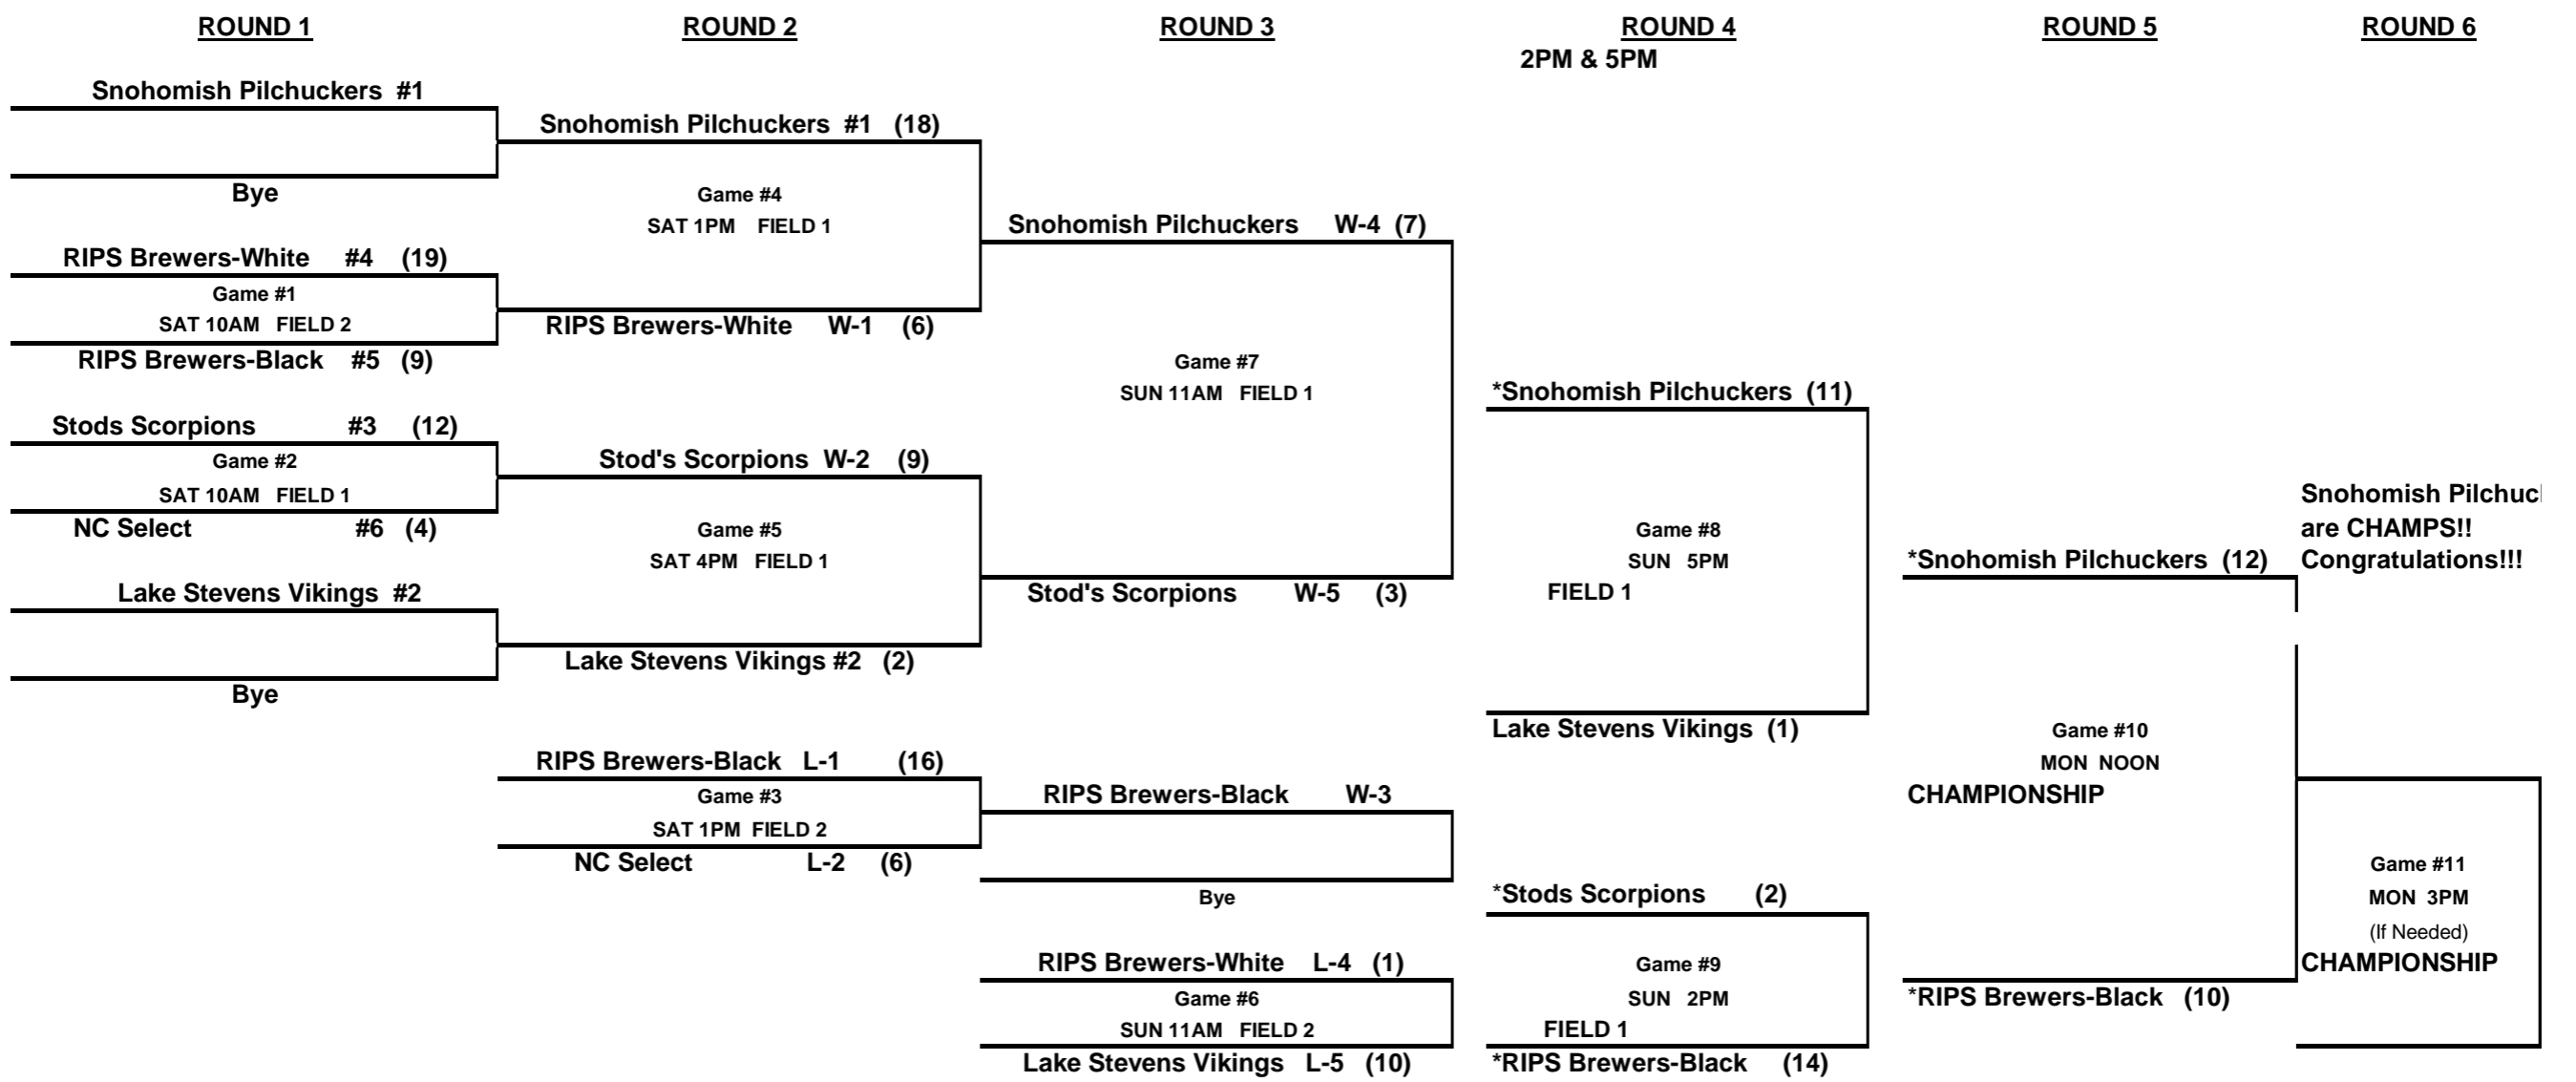 ROUND 1 ROUND 2 ROUND 3 ROUND 4 ROUND 5 ROUND 6
2PM & 5PM
Snohomish Pilchuckers #1
Bye
RIPS Brewers-White #4 (19)
Game #1
SAT 10AM FIELD 2
RIPS Brewers-Black #5 (9)
Stods Scorpions #3 (12)
Game #2
SAT 10AM FIELD 1
NC Select #6 (4)
Lake Stevens Vikings #2
Bye
Snohomish Pilchuckers #1 (18)
Game #4
SAT 1PM FIELD 1
RIPS Brewers-White W-1 (6)
Stod's Scorpions W-2 (9)
Game #5
SAT 4PM FIELD 1
Lake Stevens Vikings #2 (2)
RIPS Brewers-Black L-1 (16)
Game #3
SAT 1PM FIELD 2
NC Select L-2 (6)
Snohomish Pilchuckers W-4 (7)
Game #7
SUN 11AM FIELD 1
Stod's Scorpions W-5 (3)
RIPS Brewers-Black W-3
Bye
RIPS Brewers-White L-4 (1)
Game #6
SUN 11AM FIELD 2
Lake Stevens Vikings L-5 (10)
*Snohomish Pilchuckers (11)
Game #8
SUN 5PM
FIELD 1
Lake Stevens Vikings (1)
*Stods Scorpions (2)
Game #9
SUN 2PM
FIELD 1
*RIPS Brewers-Black (14)
*Snohomish Pilchuckers (12)
Game #10
MON NOON
CHAMPIONSHIP
*RIPS Brewers-Black (10)
Snohomish Pilchuc
are CHAMPS!!
Congratulations!!!
Game #11
MON 3PM
(If Needed)
CHAMPIONSHIP